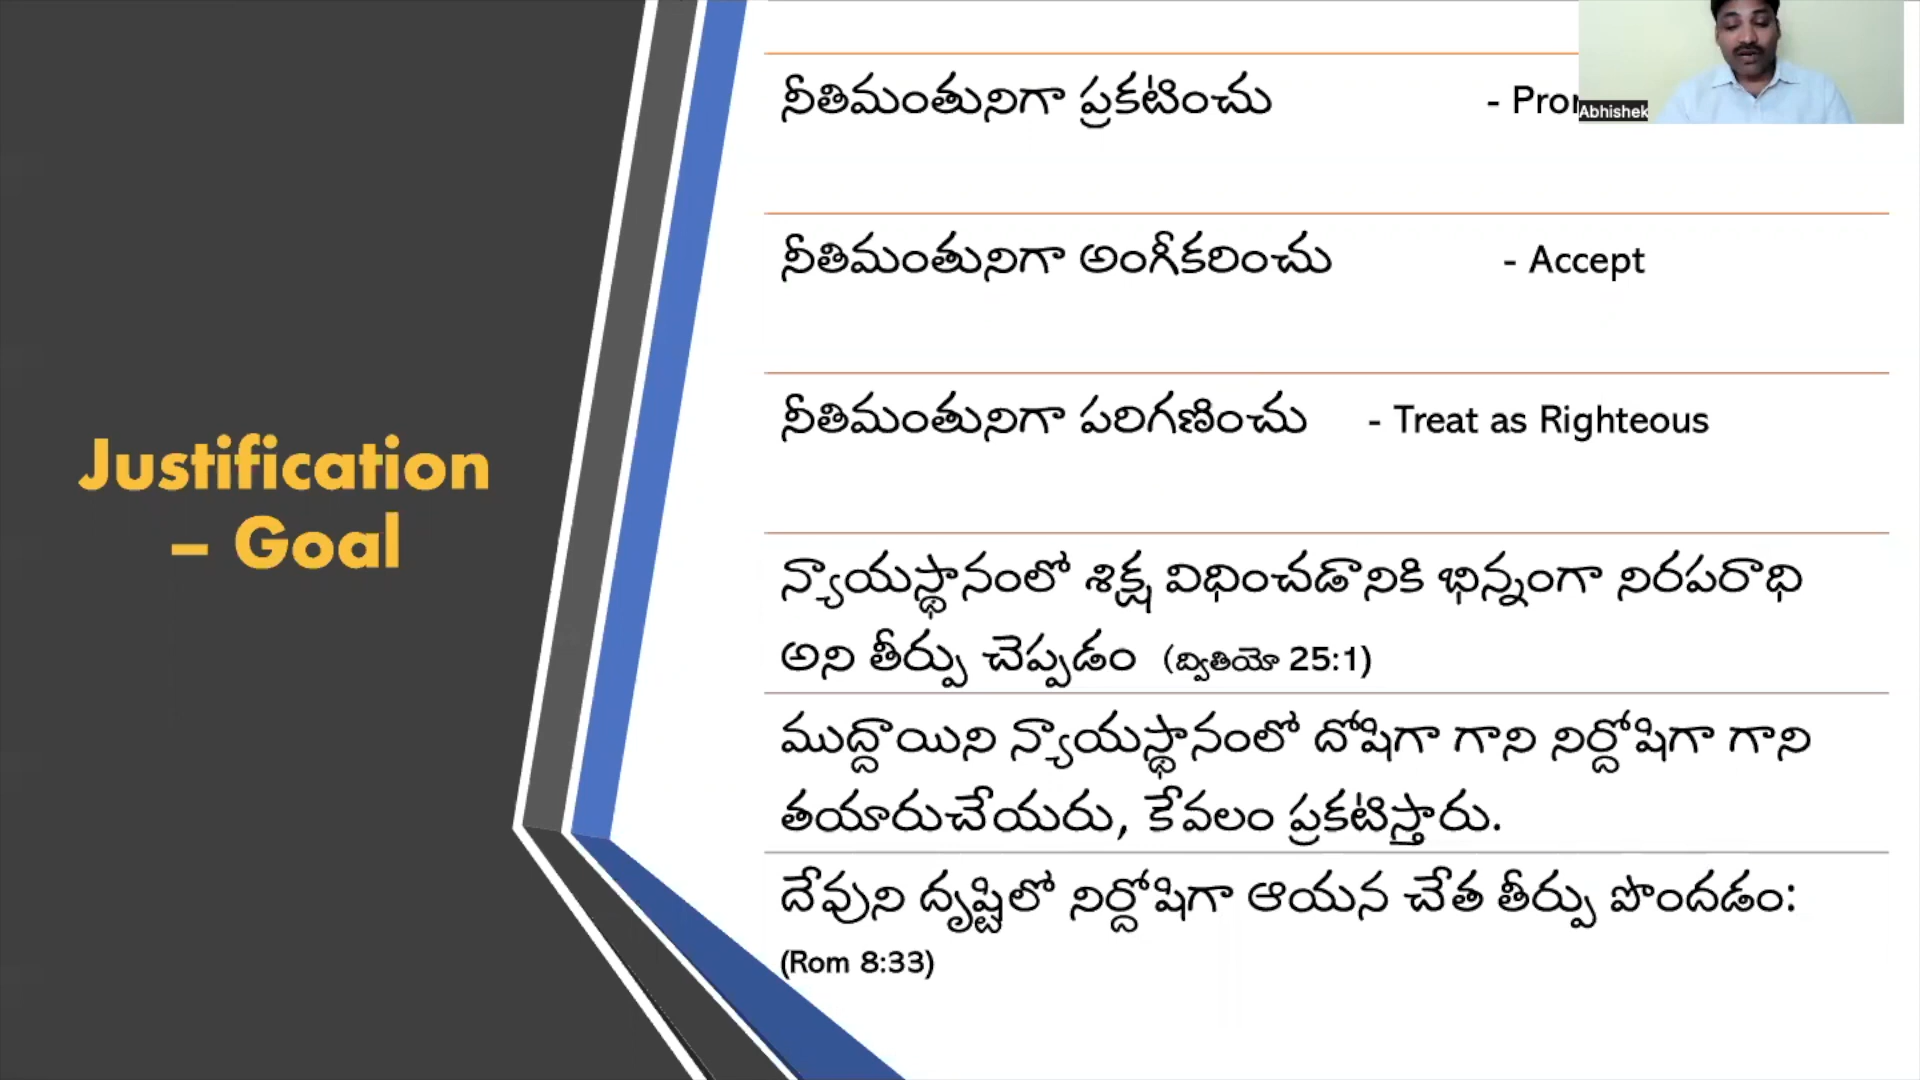 Justification
– Goal
నీతిమంతునిగా ప్రకటించు
Abhishek
నీతిమంతునిగా అంగీకరించు - Accept
నీతిమంతునిగా పరిగణించు - Treat as Righteous
న్యాయస్థానంలో శిక్ష విధించడానికి భిన్నంగా నిరపరాధి
అని తీర్పు చెప్పడం (ద్వితియో 25:1)
ముద్దాయిని న్యాయస్థానంలో దోషిగా గాని నిర్దోషిగా గాని
తయారుచేయరు, కేవలం ప్రకటిస్తారు.
దేవుని దృష్టిలో నిర్దోషిగా ఆయన చేత తీర్పు పొందడం:
(Rom 8:33)